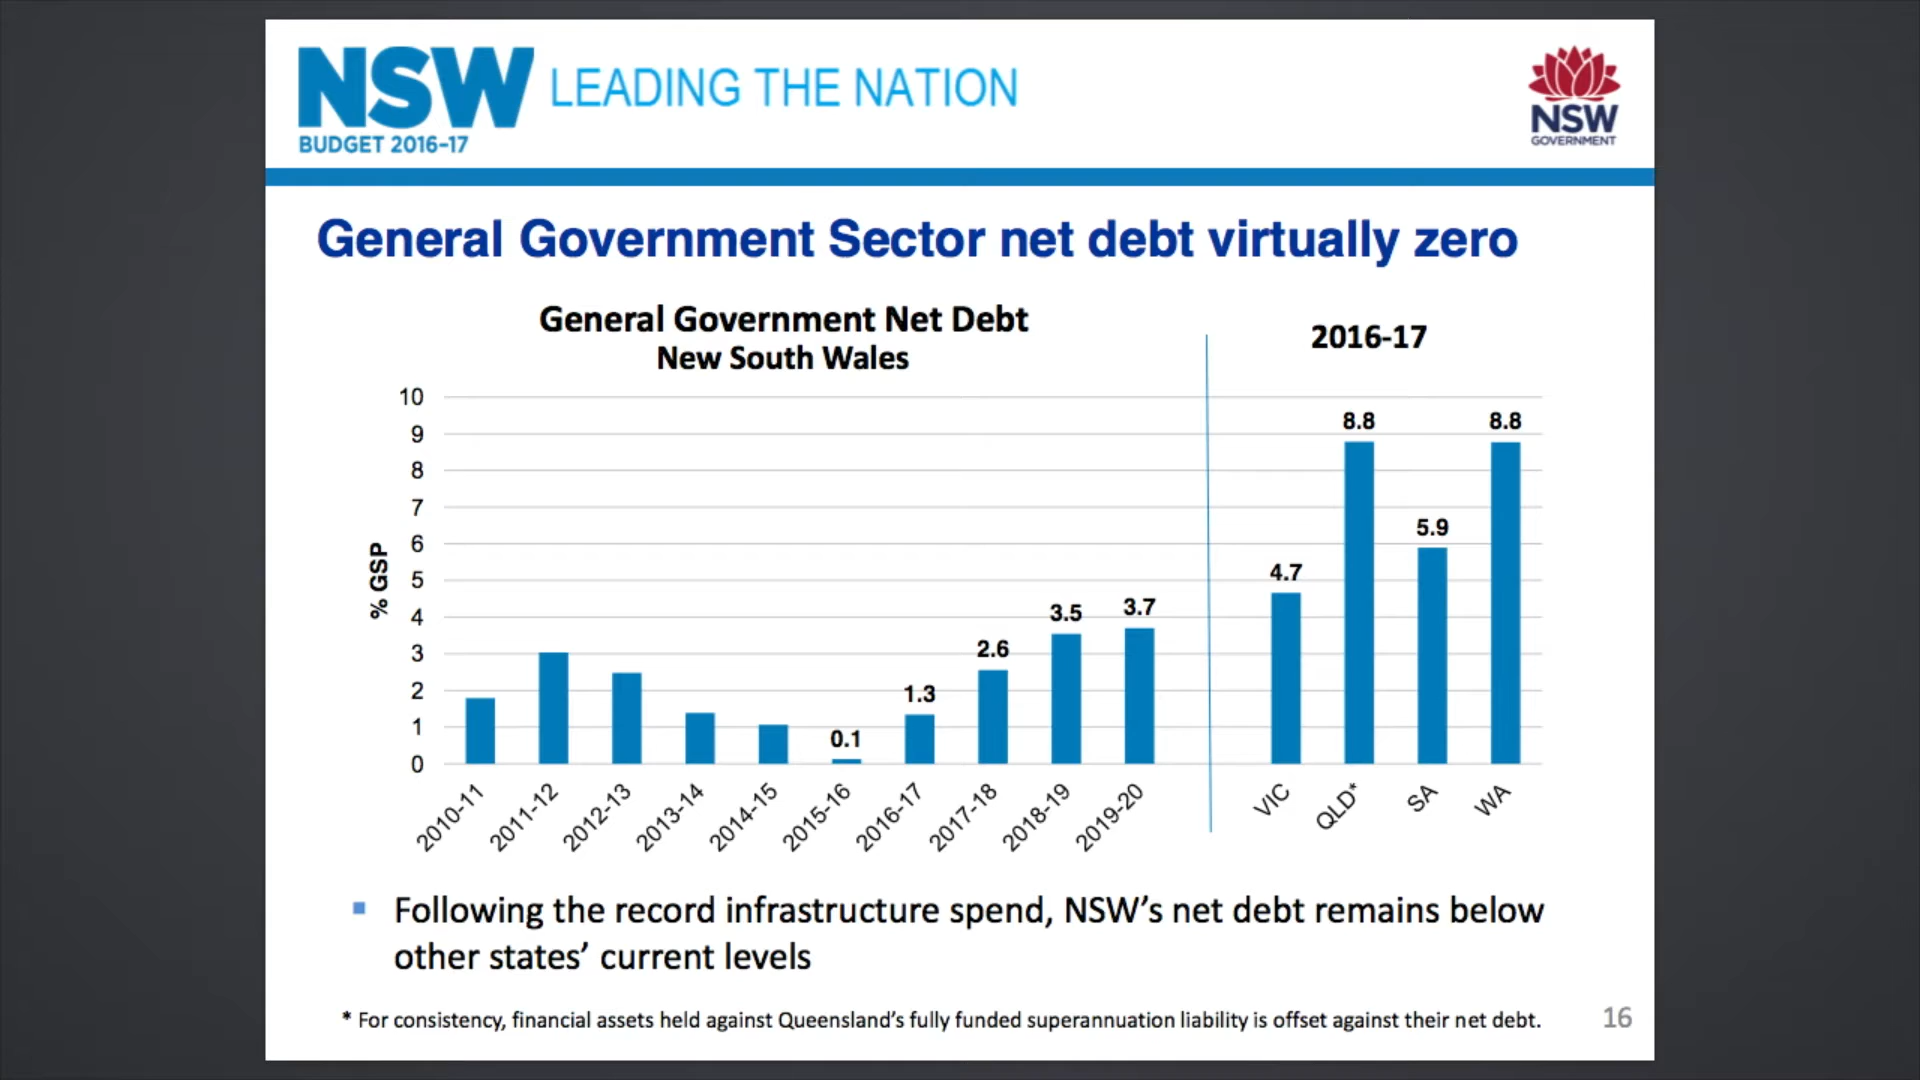 NSW LEADING THE NATION
BUDGET 2016-17
NSW
GOVERNMENT
General Government Sector net debt virtually zero
General Government Net Debt
New South Wales
2016-17
% GSP
10
9
8
7
6
5
4
3
2
1
0
0.1
1.3
2.6
3.5
3.7
4.7
8.8
5.9
8.8
2010-11
2011-12
2012-13
2013-14
2014-15
2015-16
2016-17
2017-18
2018-19
2019-20
VIC
QLD*
SA
WA
Following the record infrastructure spend, NSW’s net debt remains below
other states’ current levels
* For consistency, financial assets held against Queensland’s fully funded superannuation liability is offset against their net debt.
16